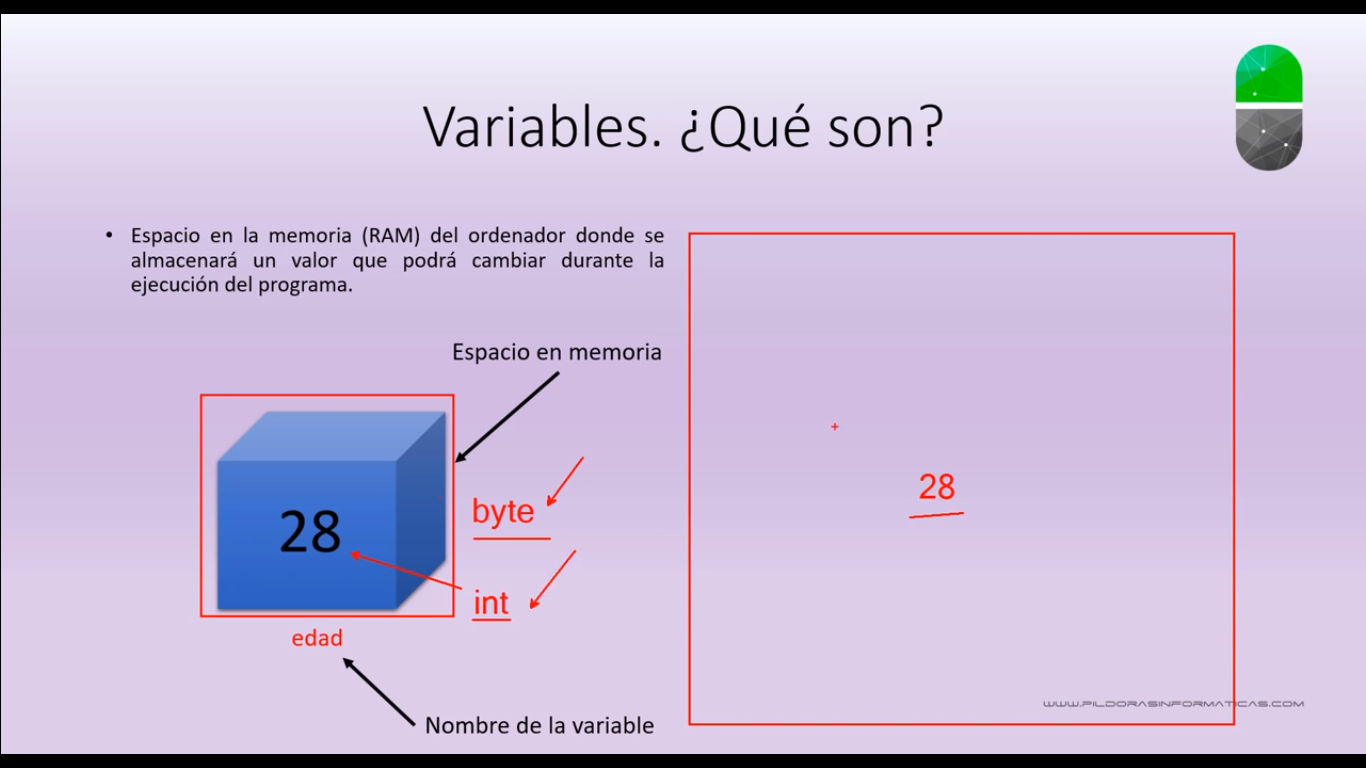 Variables. ¿Qué son?
• Espacio en la memoria (RAM) del ordenador donde se
almacenará un valor que podrá cambiar durante la
ejecución del programa.
Espacio en memoria
28
byte
int
edad
Nombre de la variable
28
WWW.PILDORASINFORMATICAS.COM